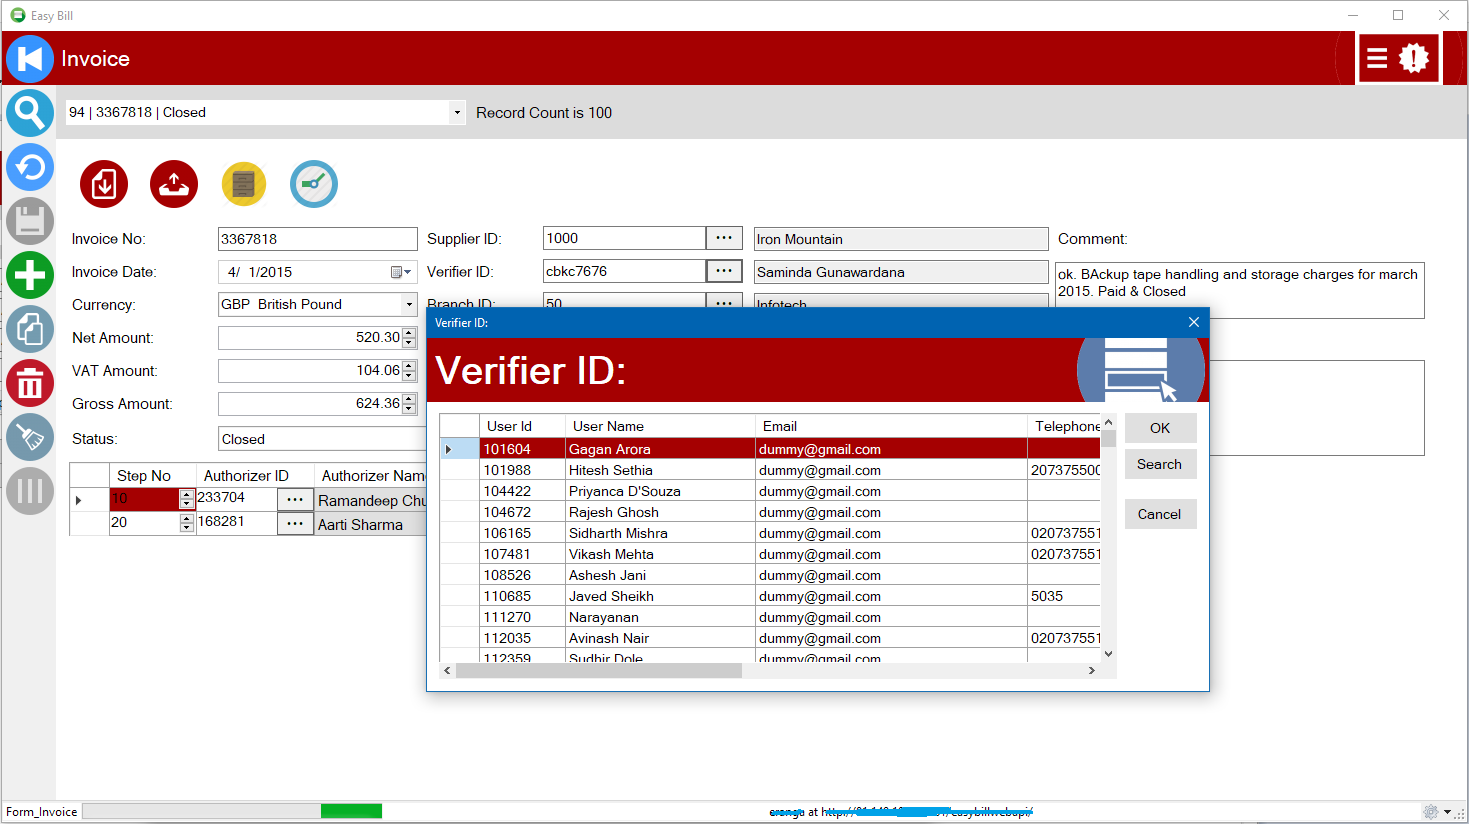 Easy Bill
Invoice
94 | 3367818 | Closed
Record Count is 100
Invoice No:
3367818
Supplier ID:
1000
Iron Mountain
Comment:
Invoice Date:
4/ 1/2015
Verifier ID:
cbkc7676
Saminda Gunawardana
ok. BAckup tape handling and storage charges for march
2015. Paid & Closed
Currency:
GBP British Pound
Branch ID:
50
Infotech
Net Amount:
520.30
VAT Amount:
104.06
Gross Amount:
624.36
Status:
Closed
Step No Authorizer ID Authorizer Nam
10 233704 Ramandeep Chu
20 168281 Aarti Sharma
Verifier ID:
Verifier ID:
User Id User Name Email Telephone
101604 Gagan Arora dummy@gmail.com
101988 Hitesh Sethia dummy@gmail.com 207375500
104422 Priyanca D'Souza dummy@gmail.com
104672 Rajesh Ghosh dummy@gmail.com
106165 Sidharth Mishra dummy@gmail.com 020737551
107481 Vikash Mehta dummy@gmail.com 020737551
108526 Ashesh Jani dummy@gmail.com
110685 Javed Sheikh dummy@gmail.com 5035
111270 Narayanan dummy@gmail.com
112035 Avinash Nair dummy@gmail.com 020737551
112359 Sudhir Dole dummy@gmail.com
OK
Search
Cancel
Form_Invoice
at http://